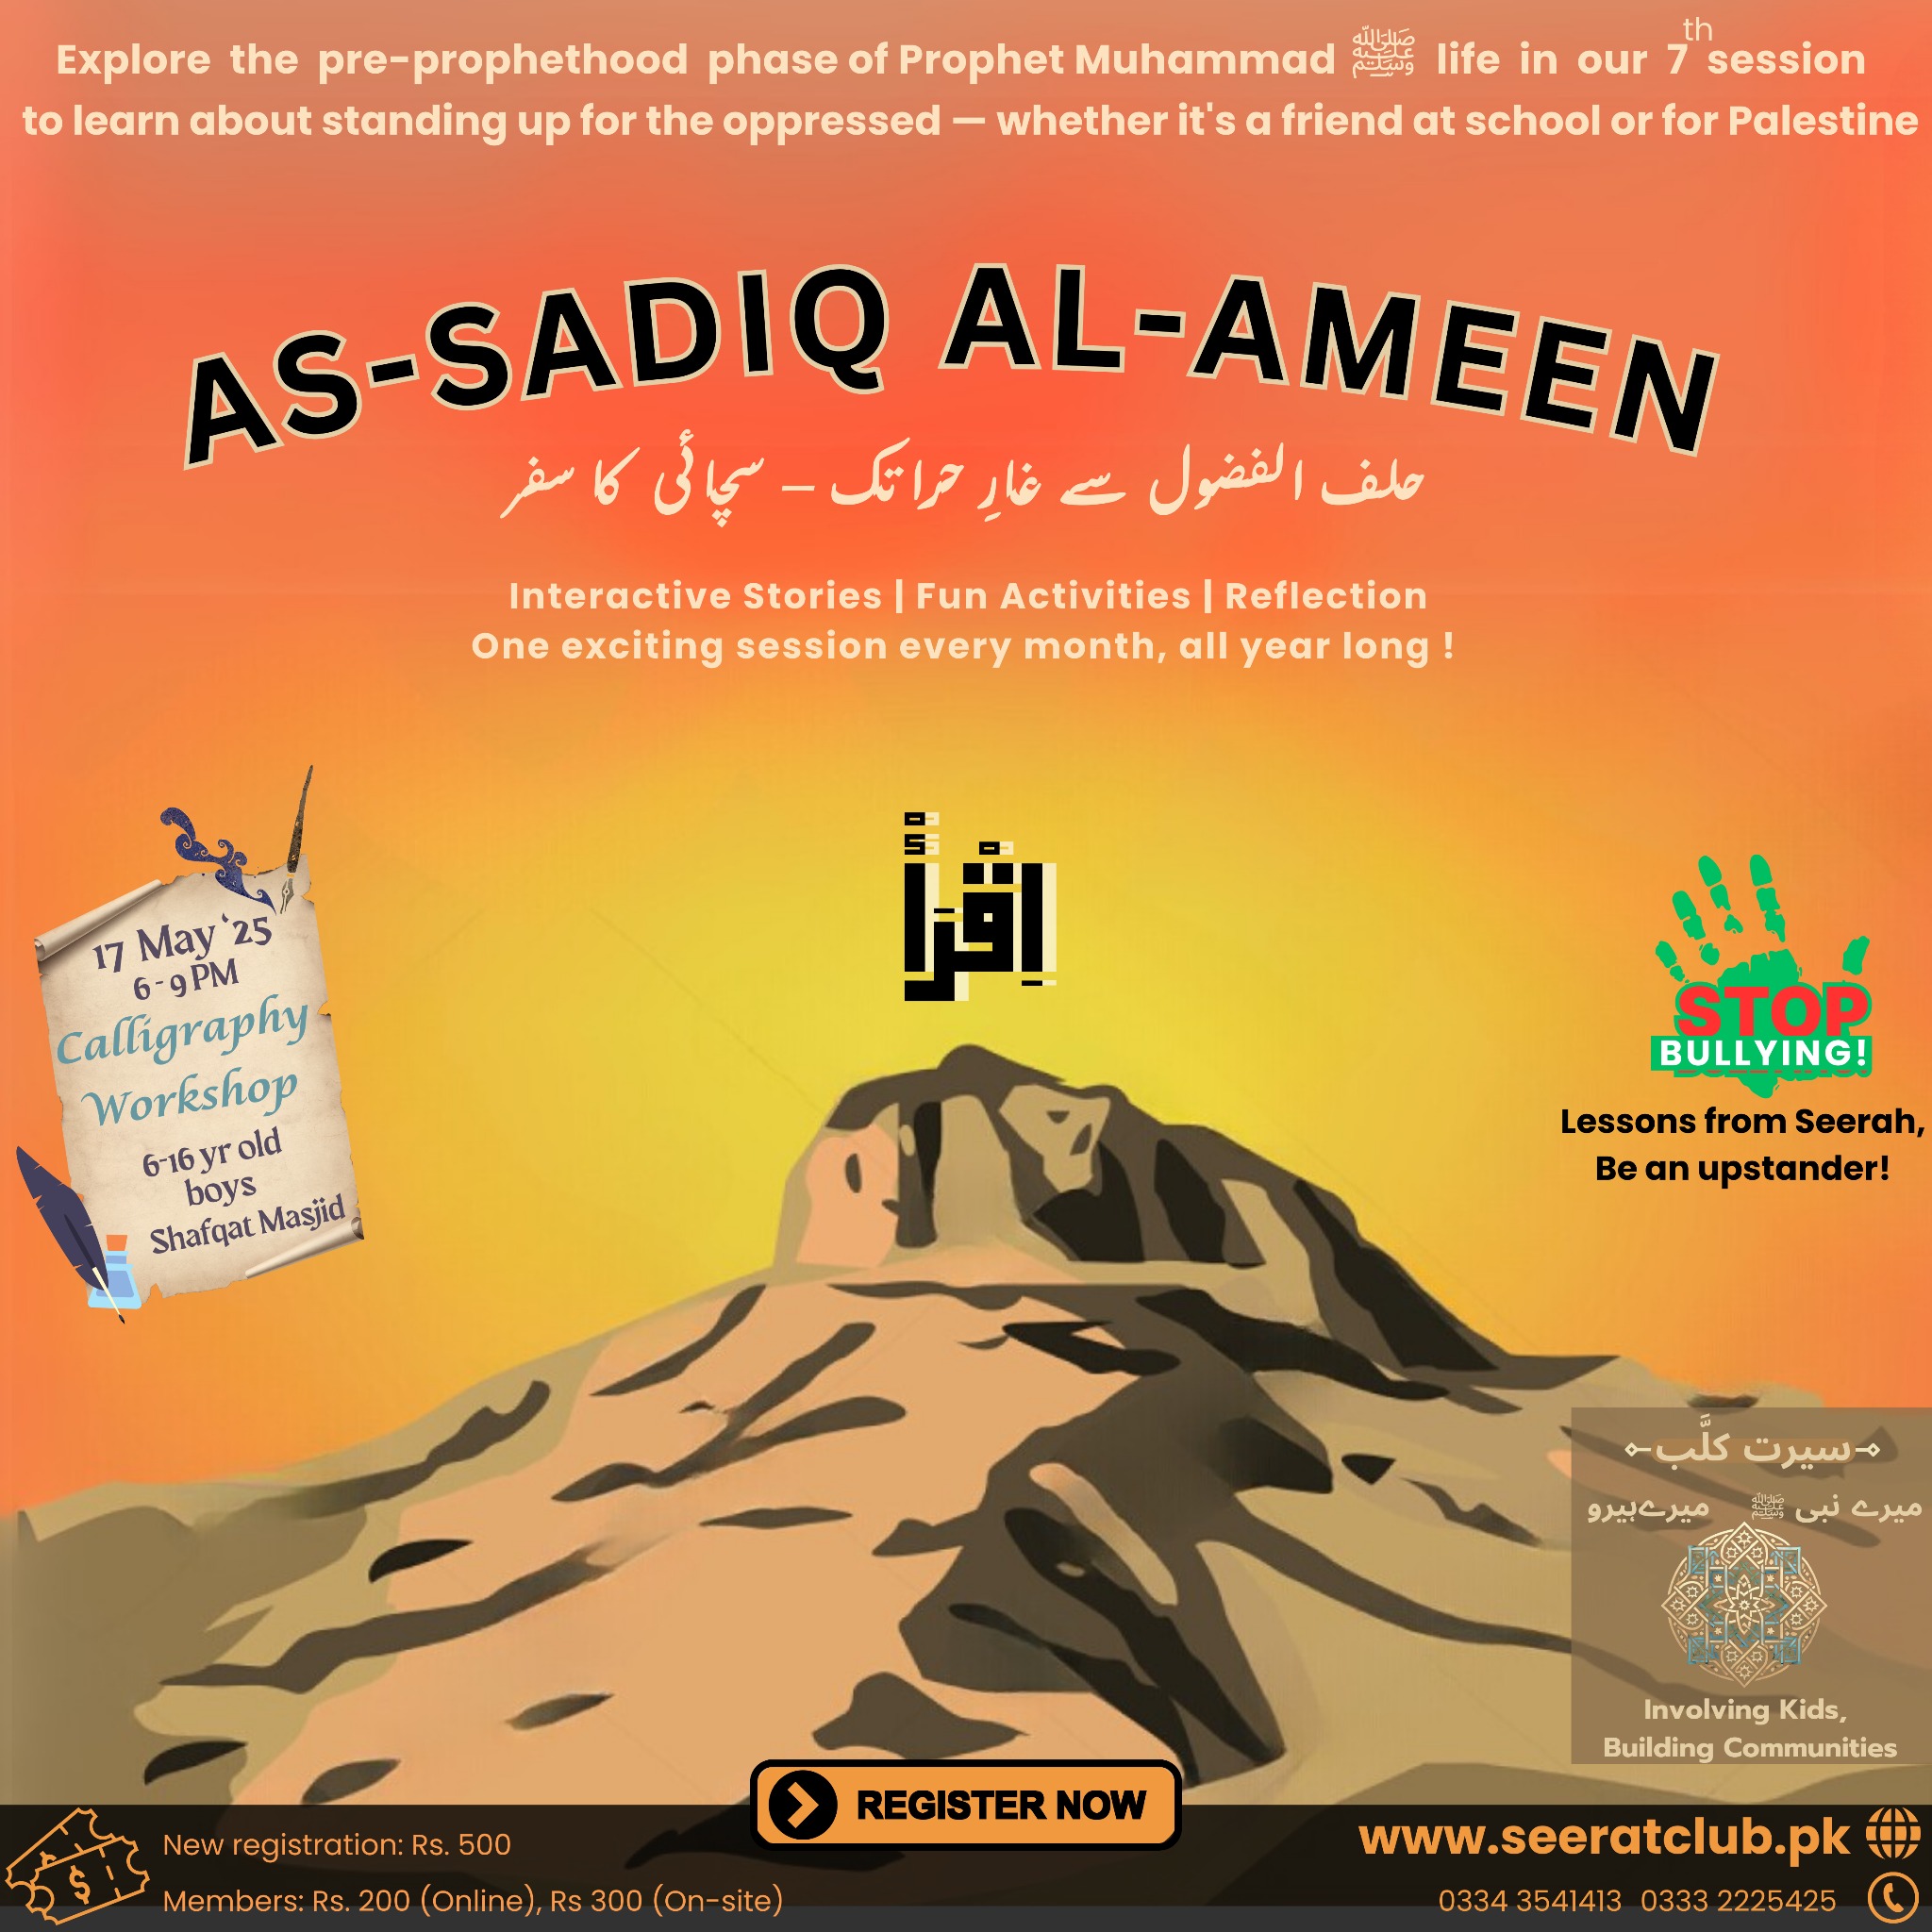 Explore the pre-prophethood phase of Prophet Muhammad ﷺ life in our 7th session
to learn about standing up for the oppressed — whether it's a friend at school or for Palestine
AS-SADIQ AL-AMEEN
حلف الفضول سے غارِ حرا تک – سچائی کا سفر
Interactive Stories | Fun Activities | Reflection
One exciting session every month, all year long !
اِقْرَأْ
17 May ‘25
6-9 PM
Calligraphy
Workshop
6-16 yr old
boys
Shafqat Masjid
STOP
BULLYING!
Lessons from Seerah,
Be an upstander!
سیرت کلَّب
میرے نبی ﷺ میرےہیرو
Involving Kids,
Building Communities
REGISTER NOW
New registration: Rs. 500
Members: Rs. 200 (Online), Rs 300 (On-site)
www.seeratclub.pk
0334 3541413 0333 2225425